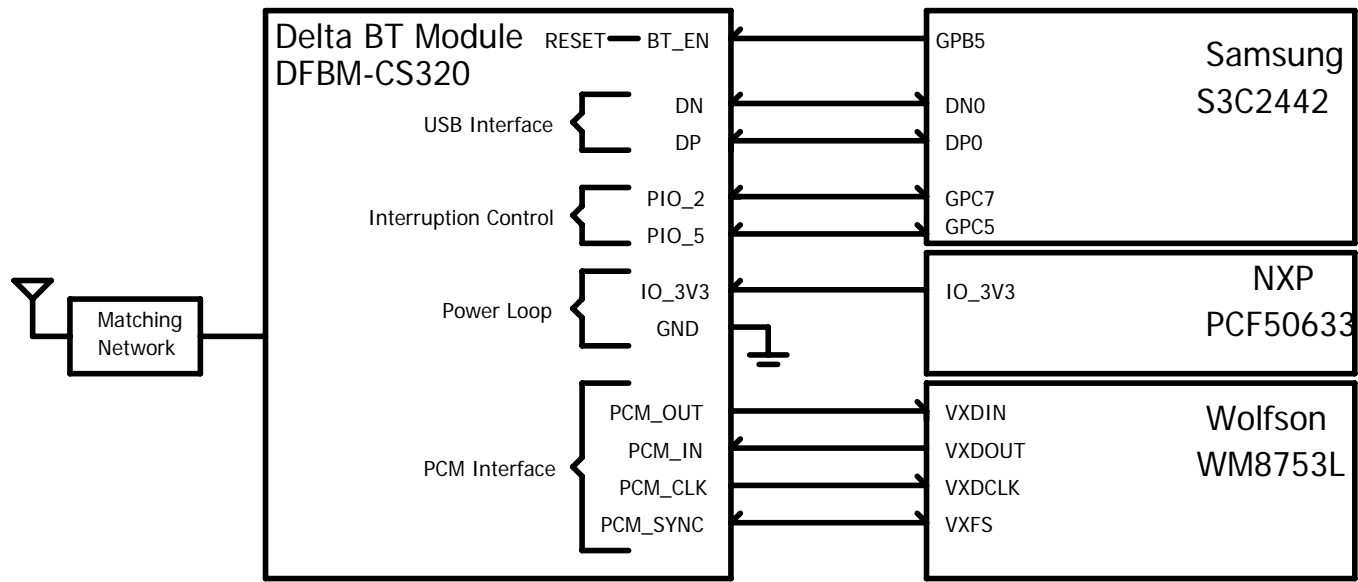 Delta BT Module
DFBM-CS320
RESET BT_EN
USB Interface
DN
DP
Interruption Control
PIO_2
PIO_5
Power Loop
IO_3V3
GND
PCM Interface
PCM_OUT
PCM_IN
PCM_CLK
PCM_SYNC
Matching
Network
GPB5
DN0
DP0
GPC7
GPC5
Samsung
S3C2442
IO_3V3
NXP
PCF50633
VXDIN
VXDOUT
VXDCLK
VXFS
Wolfson
WM8753L